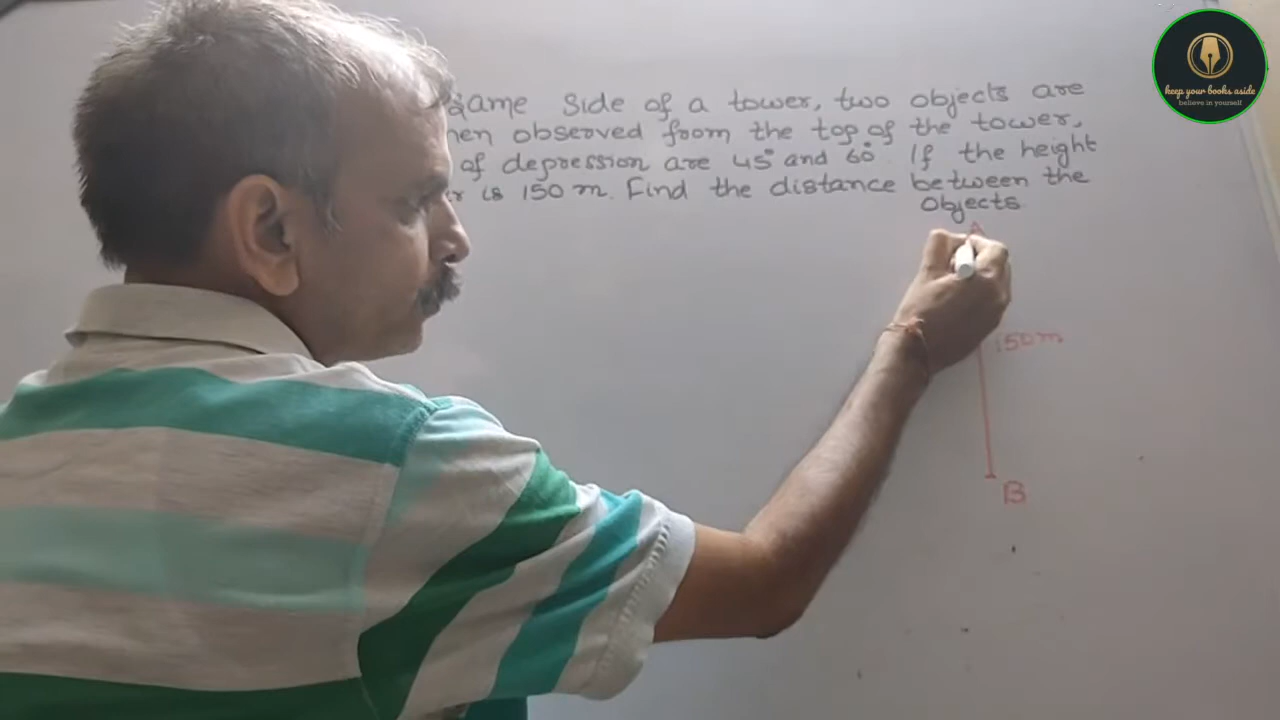 same side of a tower, two objects are
hen observed from the top of the tower,
of depression are 45° and 60° If the height
r is 150 m. Find the distance between the
objects
A
150m
B
keep your books aside
believe in yourself